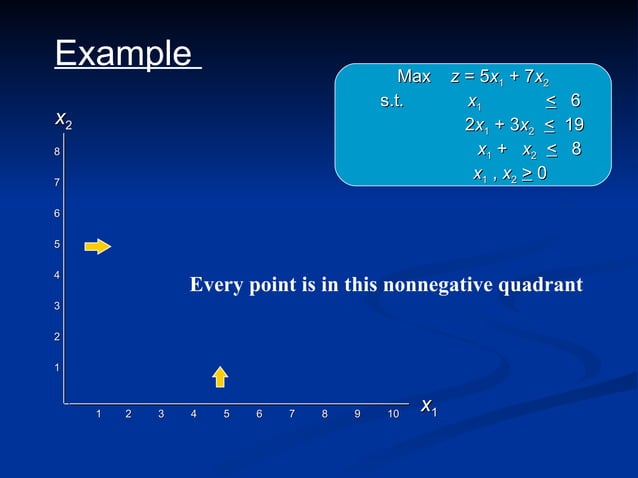 Example
Max z = 5x₁ + 7x₂
s.t. x₁ ≤ 6
2x₁ + 3x₂ ≤ 19
x₁ + x₂ ≤ 8
x₁ , x₂ ≥ 0
x₂
8
7
6
5
4
Every point is in this nonnegative quadrant
3
2
1
1 2 3 4 5 6 7 8 9 10
x₁